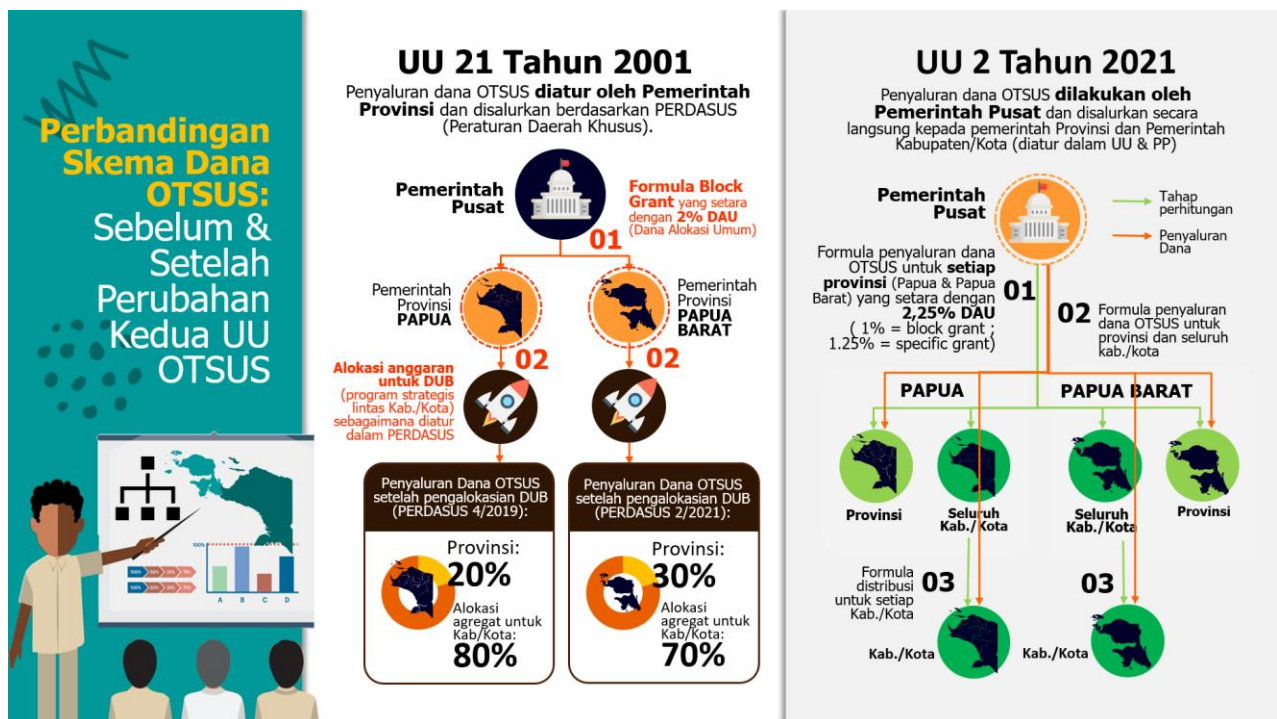 Perbandingan
Skema Dana
OTSUS:
Sebelum &
Setelah
Perubahan
Kedua UU
OTSUS
100%
100% 50% 20% 70%
100% 50% 20% 70%
A B C D
UU 21 Tahun 2001
Penyaluran dana OTSUS diatur oleh Pemerintah
Provinsi dan disalurkan berdasarkan PERDASUS
(Peraturan Daerah Khusus).
Pemerintah
Pusat
Formula Block
Grant yang setara
dengan 2% DAU
(Dana Alokasi Umum)
01
Pemerintah
Provinsi
PAPUA
Pemerintah
Provinsi
PAPUA
BARAT
02
02
Alokasi anggaran
untuk DUB
(program strategis
lintas Kab./Kota)
sebagaimana diatur
dalam PERDASUS
Penyaluran Dana OTSUS
setelah pengalokasian DUB
(PERDASUS 4/2019):
Provinsi:
20%
Alokasi
agregat untuk
Kab/Kota:
80%
Penyaluran Dana OTSUS
setelah pengalokasian DUB
(PERDASUS 2/2021):
Provinsi:
30%
Alokasi
agregat untuk
Kab/Kota:
70%
UU 2 Tahun 2021
Penyaluran dana OTSUS dilakukan oleh
Pemerintah Pusat dan disalurkan secara
langsung kepada pemerintah Provinsi dan Pemerintah
Kabupaten/Kota (diatur dalam UU & PP)
Pemerintah
Pusat
Tahap
perhitungan
Penyaluran
Dana
Formula penyaluran dana
OTSUS untuk setiap
provinsi (Papua & Papua
Barat) yang setara dengan
2,25% DAU
( 1% = block grant ;
1.25% = specific grant)
01
02
Formula penyaluran
dana OTSUS untuk
provinsi dan seluruh
kab./kota
PAPUA
PAPUA BARAT
Provinsi
Seluruh
Kab./Kota
Seluruh
Kab./Kota
Provinsi
Formula
distribusi
untuk setiap
Kab./Kota
03
03
Kab./Kota
Kab./Kota